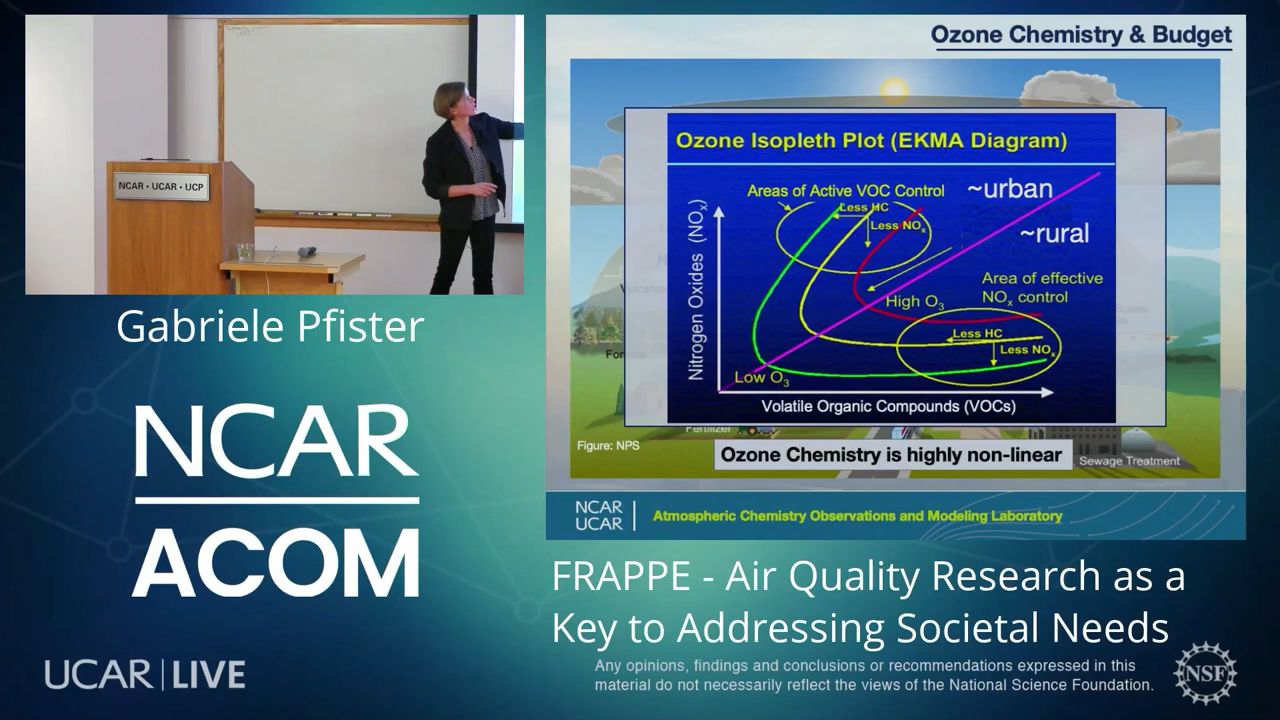 NCAR • UCAR • UCP
Gabriele Pfister
NCAR
ACOM
UCAR | LIVE
Ozone Chemistry & Budget
Ozone Isopleth Plot (EKMA Diagram)
Areas of Active VOC Control
~urban
Less HC
Less NOx
~rural
Nitrogen Oxides (NOx)
Area of effective
NOx control
High O3
Less HC
Less NOx
Low O3
Volatile Organic Compounds (VOCs)
Fertilizer
Figure: NPS
Ozone Chemistry is highly non-linear
Sewage Treatment
NCAR
UCAR
Atmospheric Chemistry Observations and Modeling Laboratory
FRAPPE - Air Quality Research as a
Key to Addressing Societal Needs
Any opinions, findings and conclusions or recommendations expressed in this
material do not necessarily reflect the views of the National Science Foundation.
NSF